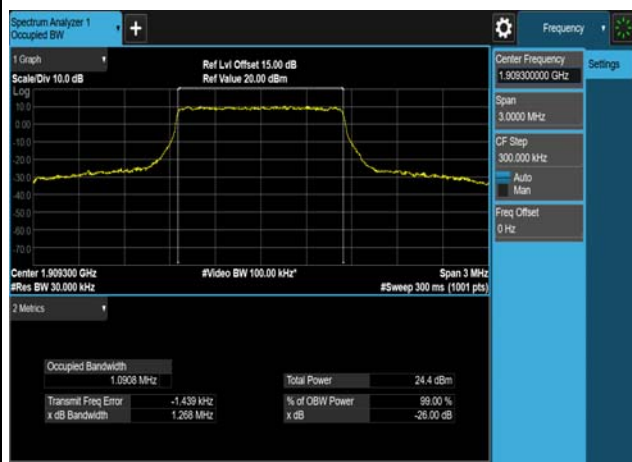 Spectrum Analyzer 1
Occupied BW
+
Frequency
1 Graph
Scale/Div 10.0 dB
Ref Lvl Offset 15.00 dB
Ref Value 20.00 dBm
Log
10.0
0.00
-10.0
-20.0
-30.0
-40.0
-50.0
-60.0
-70.0
Center 1.909300 GHz
#Res BW 30.000 kHz
#Video BW 100.00 kHz*
Span 3 MHz
#Sweep 300 ms (1001 pts)
2 Metrics
Occupied Bandwidth
1.0908 MHz
Transmit Freq Error -1.439 kHz
x dB Bandwidth 1.268 MHz
Total Power 24.4 dBm
% of OBW Power 99.00 %
x dB -26.00 dB
Center Frequency
1.909300000 GHz
Settings
Span
3.0000 MHz
CF Step
300.000 kHz
Auto
Man
Freq Offset
0 Hz